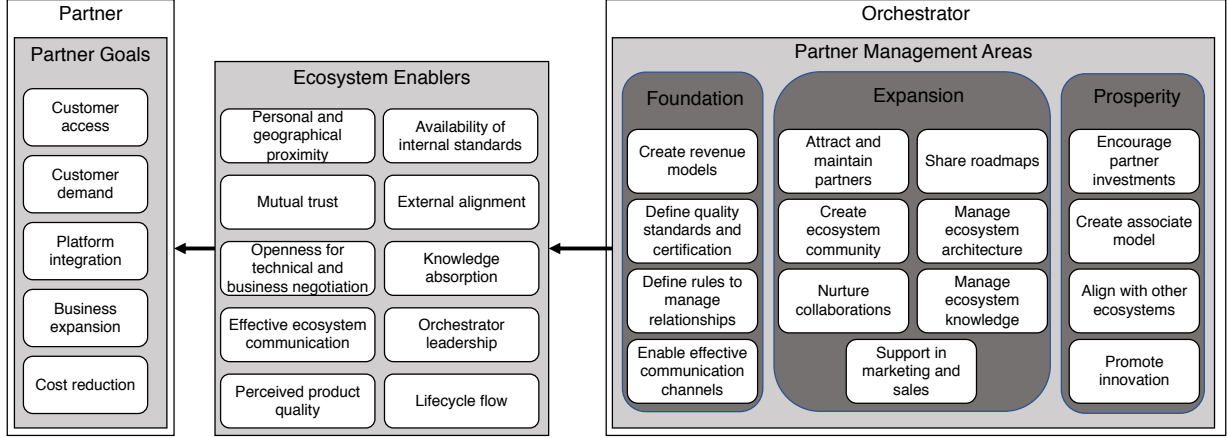 Partner
Partner Goals
Customer
access
Customer
demand
Platform
integration
Business
expansion
Cost reduction
Ecosystem Enablers
Personal and
geographical
proximity
Availability of
internal standards
Mutual trust
External alignment
Openness for
technical and
business negotiation
Knowledge
absorption
Effective ecosystem
communication
Orchestrator
leadership
Perceived product
quality
Lifecycle flow
Orchestrator
Partner Management Areas
Foundation
Create revenue
models
Define quality
standards and
certification
Define rules to
manage
relationships
Enable effective
communication
channels
Expansion
Attract and
maintain
partners
Share roadmaps
Create
ecosystem
community
Manage
ecosystem
architecture
Nurture
collaborations
Manage
ecosystem
knowledge
Support in
marketing and
sales
Prosperity
Encourage
partner
investments
Create associate
model
Align with other
ecosystems
Promote
innovation